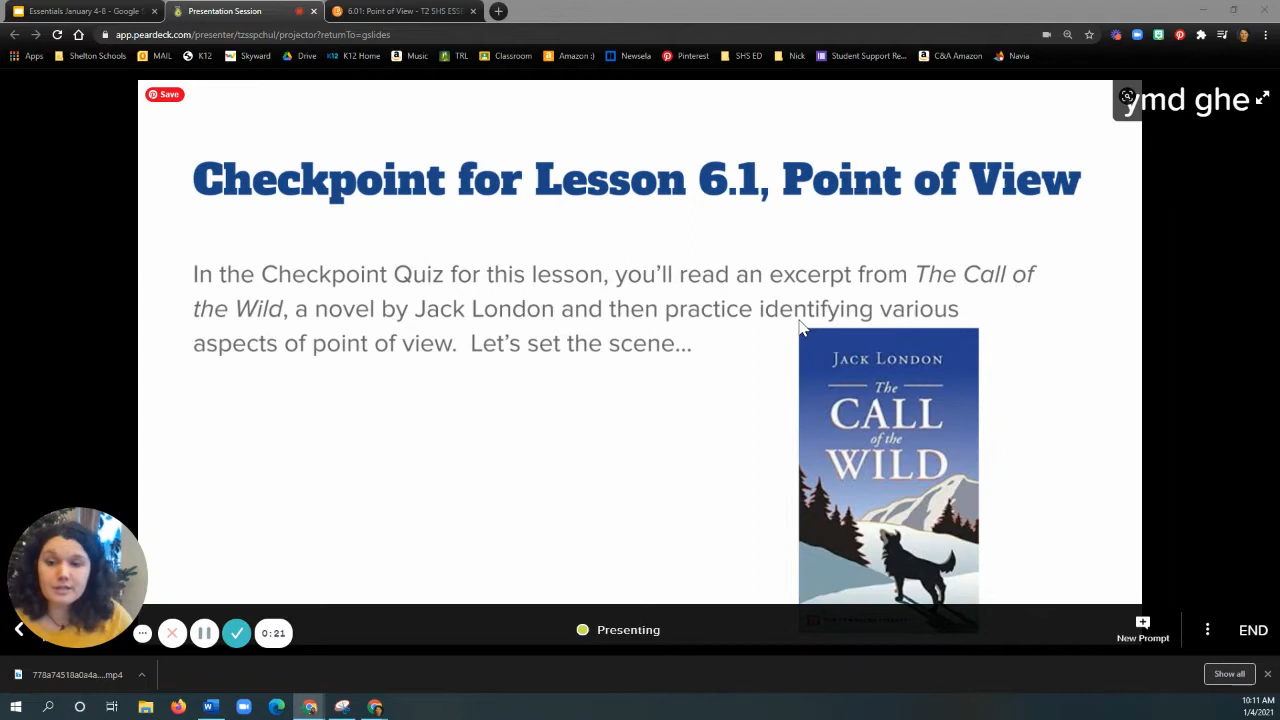 Essentials January 4-8 - S
Presentation Session
6.01: Point of View - T2 SHS ESSE
app.peardeck.com/presenter/tzsspchul/projector?returnTo=gslides
Apps
Shelton Schools
MAIL
K12
Skyward
Drive
K12 K12 Home
Music
TRL
Classroom
Amazon :)
Newsela
Pinterest
SHS ED
Nick
Student Support Re...
C&A Amazon
Navia
Save
ymd ghe
Checkpoint for Lesson 6.1, Point of View
In the Checkpoint Quiz for this lesson, you'll read an excerpt from The Call of
the Wild, a novel by Jack London and then practice identifying various
aspects of point of view. Let's set the scene...
JACK LONDON
The
CALL
of the
WILD
0:21
Presenting
New Prompt
END
778a74518a0a4a....mp4
Show all
10:11 AM
1/4/2021